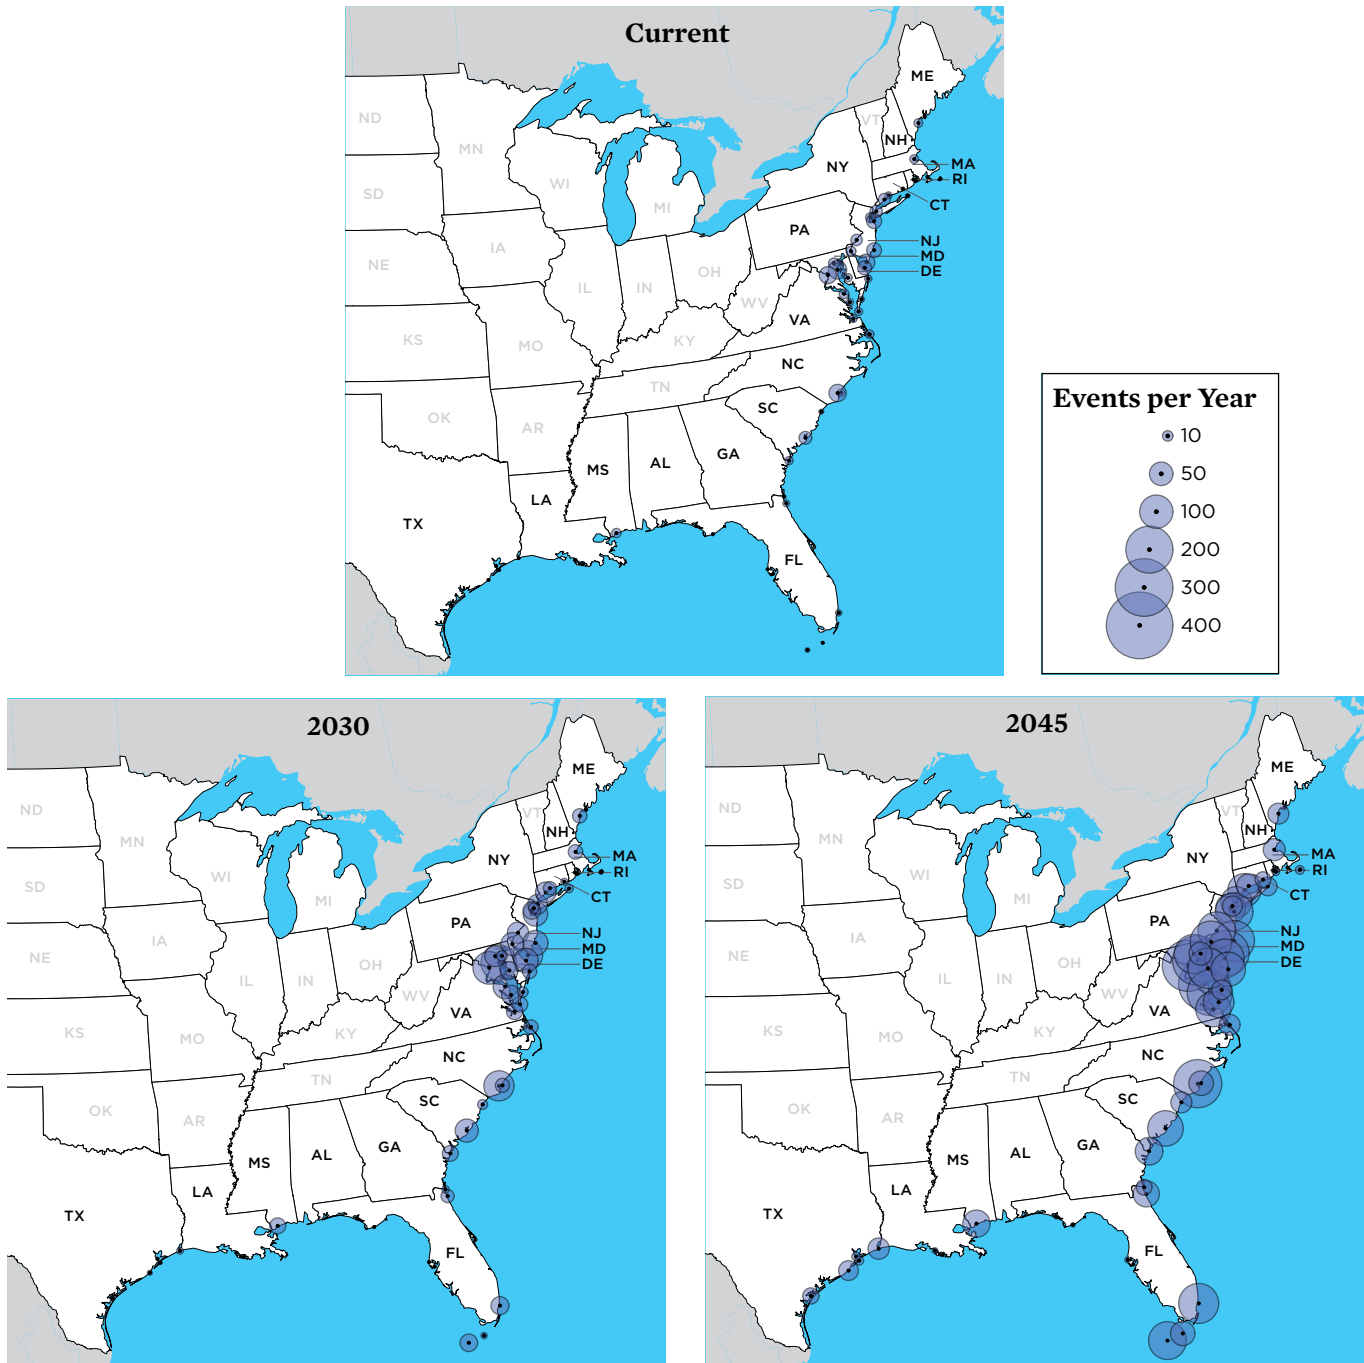 Current
ME
ND
VT
MN
NH
MA
NY
RI
SD
WI
MI
CT
PA
NJ
IA
MD
NE
OH
DE
IL
IN
WV
VA
KS
KY
MO
NC
TN
SC
OK
AR
GA
AL
MS
LA
TX
FL
Events per Year
10
50
100
200
300
400
2030
ME
ND
VT
MN
NH
MA
NY
RI
WI
SD
CT
MI
PA
NJ
IA
MD
NE
OH
DE
IL
IN
WV
VA
KS
KY
MO
NC
TN
SC
OK
AR
GA
AL
MS
LA
TX
FL
2045
ME
ND
VT
MN
NH
MA
NY
RI
WI
SD
CT
MI
PA
NJ
IA
MD
NE
OH
DE
IL
IN
WV
VA
KS
KY
MO
NC
TN
SC
OK
AR
GA
AL
MS
LA
TX
FL